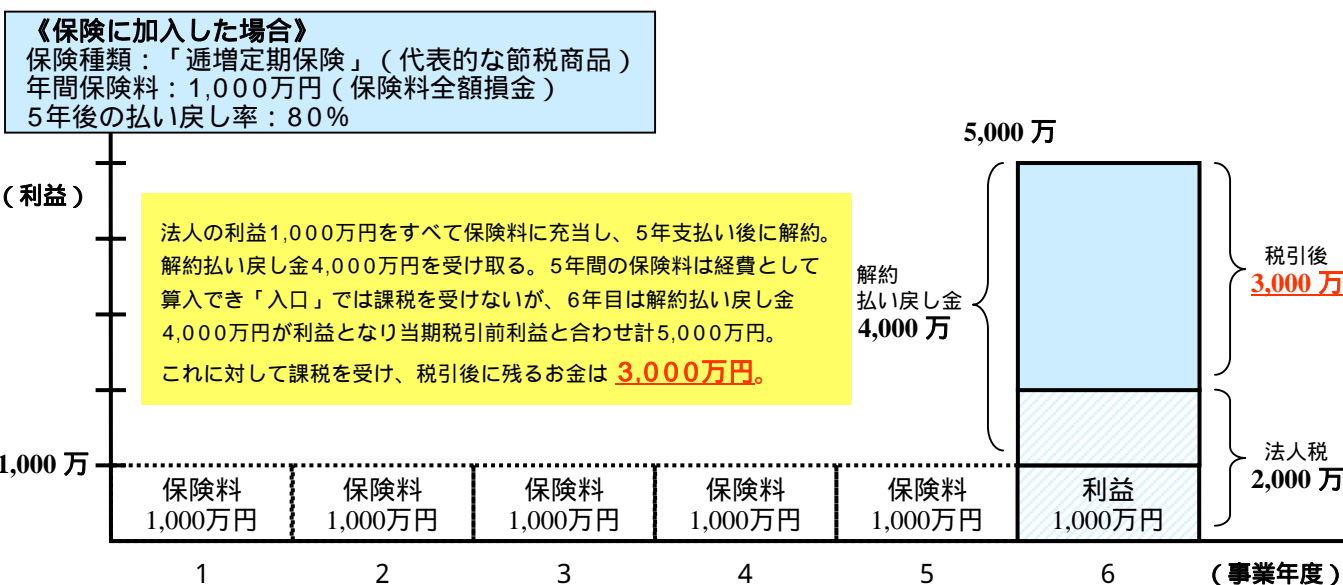 《保険に加入した場合》
保険種類：「逓増定期保険」（代表的な節税商品）
年間保険料：1,000万円（保険料全額損金）
5年後の払い戻し率：80%
5,000 万
（利益）
法人の利益1,000万円をすべて保険料に充当し、5年支払い後に解約。
解約払い戻し金4,000万円を受け取る。5年間の保険料は経費として
算入でき「入口」では課税を受けないが、6年目は解約払い戻し金
4,000万円が利益となり当期税引前利益と合わせ計5,000万円。
これに対して課税を受け、税引後に残るお金は 3,000万円。
解約
払い戻し金
4,000 万
税引後
3,000 万
法人税
2,000 万
1,000 万
保険料
1,000万円
保険料
1,000万円
保険料
1,000万円
保険料
1,000万円
保険料
1,000万円
利益
1,000万円
1 2 3 4 5 6 （事業年度）